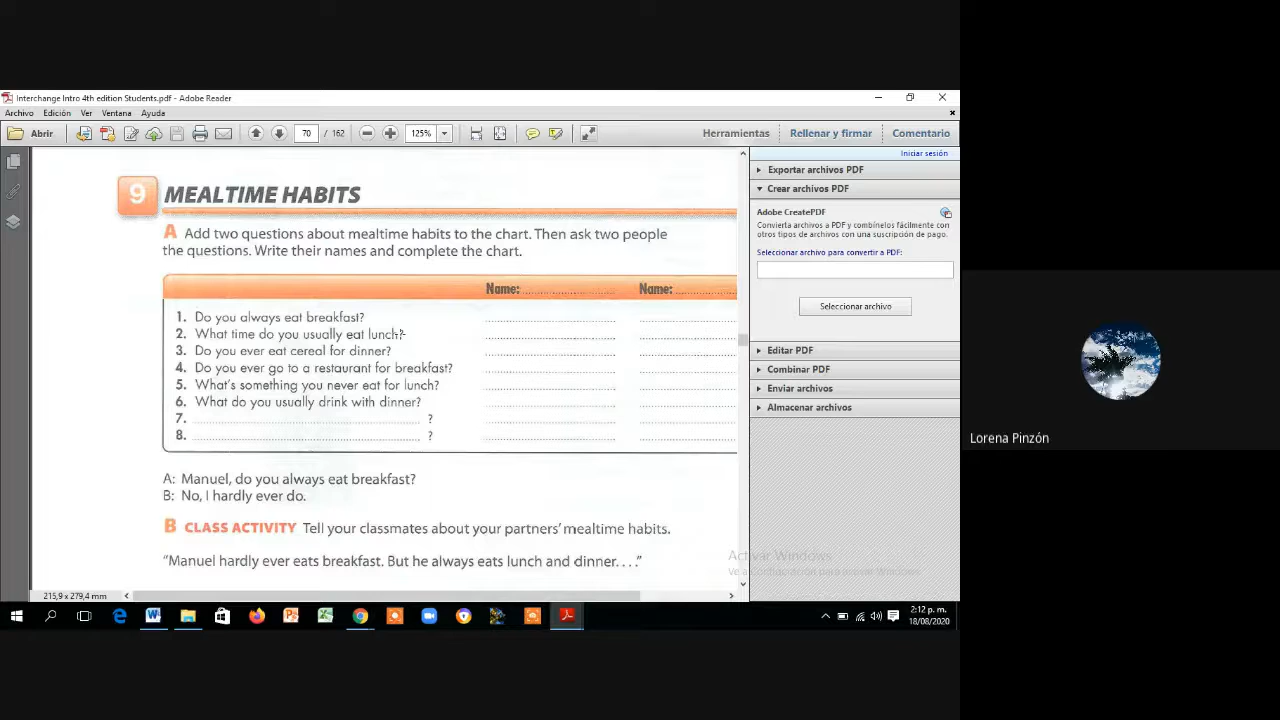 Interchange Intro 4th edition Students.pdf - Adobe Reader
Archivo Edición Ver Ventana Ayuda
Abrir 70 / 162 125% Herramientas Rellenar y firmar Comentario
Iniciar sesión
9 MEALTIME HABITS
A Add two questions about mealtime habits to the chart. Then ask two people
the questions. Write their names and complete the chart.
Name: Name:
1. Do you always eat breakfast?
2. What time do you usually eat lunch?
3. Do you ever eat cereal for dinner?
4. Do you ever go to a restaurant for breakfast?
5. What's something you never eat for lunch?
6. What do you usually drink with dinner?
7. ?
8. ?
A: Manuel, do you always eat breakfast?
B: No, I hardly ever do.
B CLASS ACTIVITY Tell your classmates about your partners' mealtime habits.
"Manuel hardly ever eats breakfast. But he always eats lunch and dinner. . . ."
215,9 x 279,4 mm
Exportar archivos PDF
Crear archivos PDF
Adobe CreatePDF
Convierta archivos a PDF y combínelos fácilmente con
otros tipos de archivos con una suscripción de pago.
Seleccionar archivo para convertir a PDF:
Seleccionar archivo
Editar PDF
Combinar PDF
Enviar archivos
Almacenar archivos
Activar Windows
Ve a Configuración para activar Windows.
2:12 p. m.
18/08/2020
Lorena Pinzón